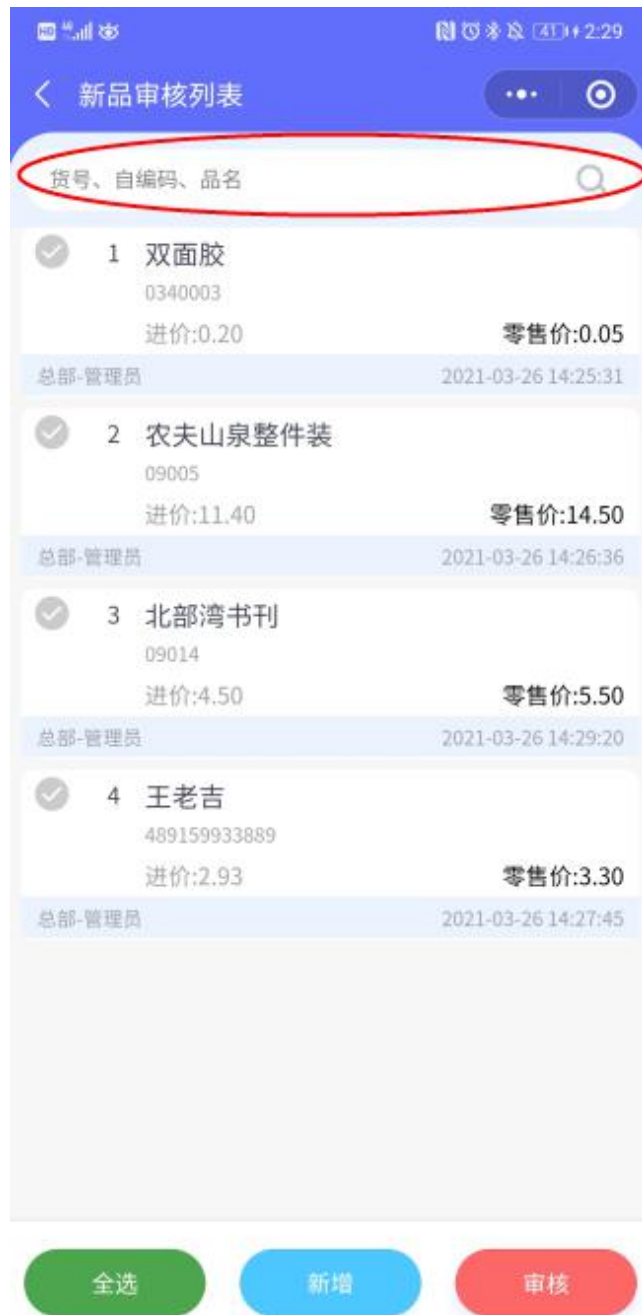 HD 46 41 2:29
新品审核列表
货号、自编码、品名
1 双面胶
0340003
进价:0.20 零售价:0.05
总部-管理员 2021-03-26 14:25:31
2 农夫山泉整件装
09005
进价:11.40 零售价:14.50
总部-管理员 2021-03-26 14:26:36
3 北部湾书刊
09014
进价:4.50 零售价:5.50
总部-管理员 2021-03-26 14:29:20
4 王老吉
489159933889
进价:2.93 零售价:3.30
总部-管理员 2021-03-26 14:27:45
全选 新增 审核